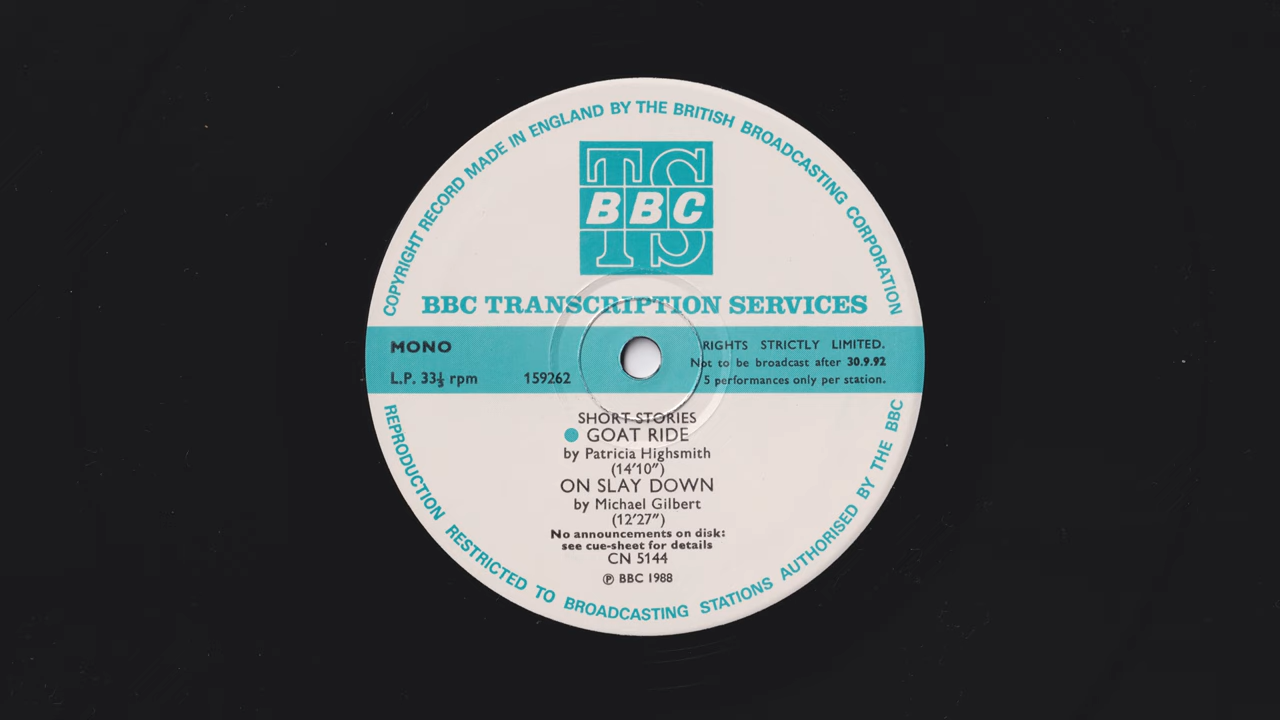 COPYRIGHT RECORD MADE IN ENGLAND BY THE BRITISH BROADCASTING CORPORATION
TS
BBC
BBC TRANSCRIPTION SERVICES
MONO
L.P. 33⅓ rpm
159262
RIGHTS STRICTLY LIMITED.
Not to be broadcast after 30.9.92
5 performances only per station.
SHORT STORIES
● GOAT RIDE
by Patricia Highsmith
(14′10″)
ON SLAY DOWN
by Michael Gilbert
(12′27″)
No announcements on disk:
see cue-sheet for details
CN 5144
℗ BBC 1988
REPRODUCTION RESTRICTED TO BROADCASTING STATIONS AUTHORISED BY THE BBC